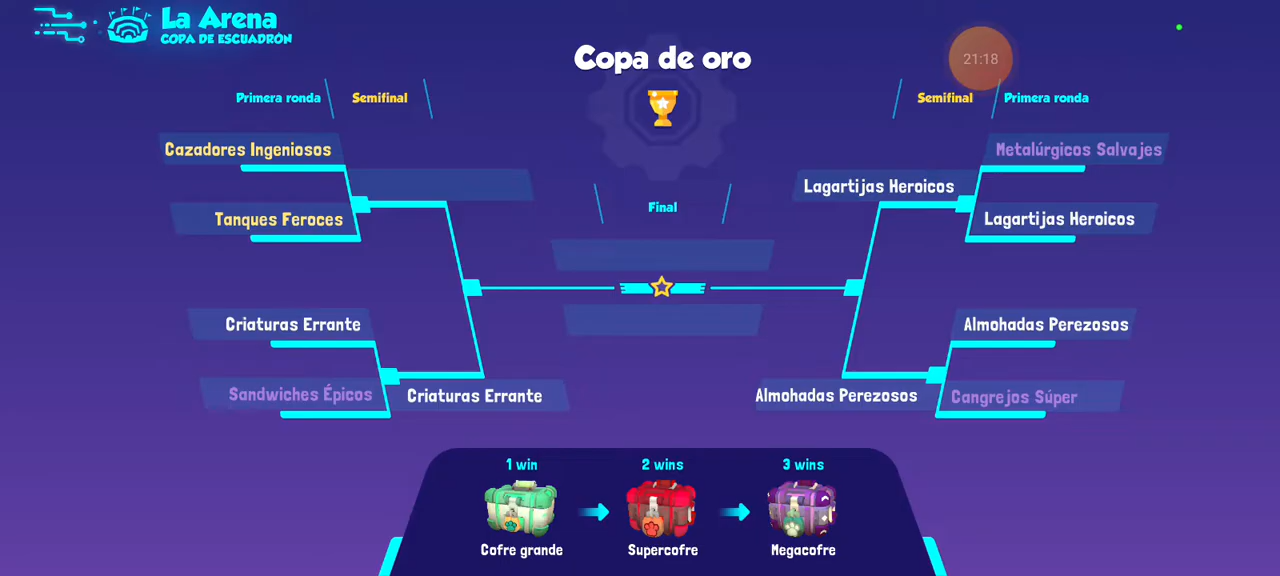 La Arena
COPA DE ESCUADRÓN
Copa de oro
21:18
Primera ronda
Semifinal
Semifinal
Primera ronda
Cazadores Ingeniosos
Metalúrgicos Salvajes
Lagartijas Heroicos
Final
Tanques Feroces
Lagartijas Heroicos
Criaturas Errante
Almohadas Perezosos
Sandwiches Épicos
Criaturas Errante
Almohadas Perezosos
Cangrejos Súper
1 win
2 wins
3 wins
Cofre grande
Supercofre
Megacofre